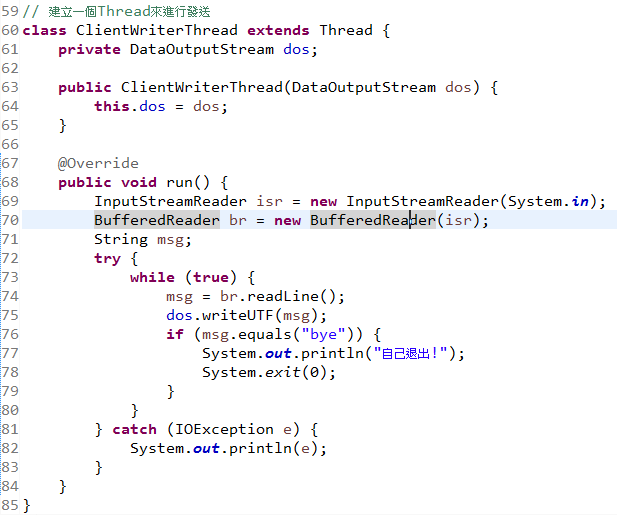 59 // 建立一個Thread來進行發送
60 class ClientWriterThread extends Thread {
61     private DataOutputStream dos;
62
63     public ClientWriterThread(DataOutputStream dos) {
64         this.dos = dos;
65     }
66
67     @Override
68     public void run() {
69         InputStreamReader isr = new InputStreamReader(System.in);
70         BufferedReader br = new BufferedReader(isr);
71         String msg;
72         try {
73             while (true) {
74                 msg = br.readLine();
75                 dos.writeUTF(msg);
76                 if (msg.equals("bye")) {
77                     System.out.println("自己退出!");
78                     System.exit(0);
79                 }
80             }
81         } catch (IOException e) {
82             System.out.println(e);
83         }
84     }
85 }